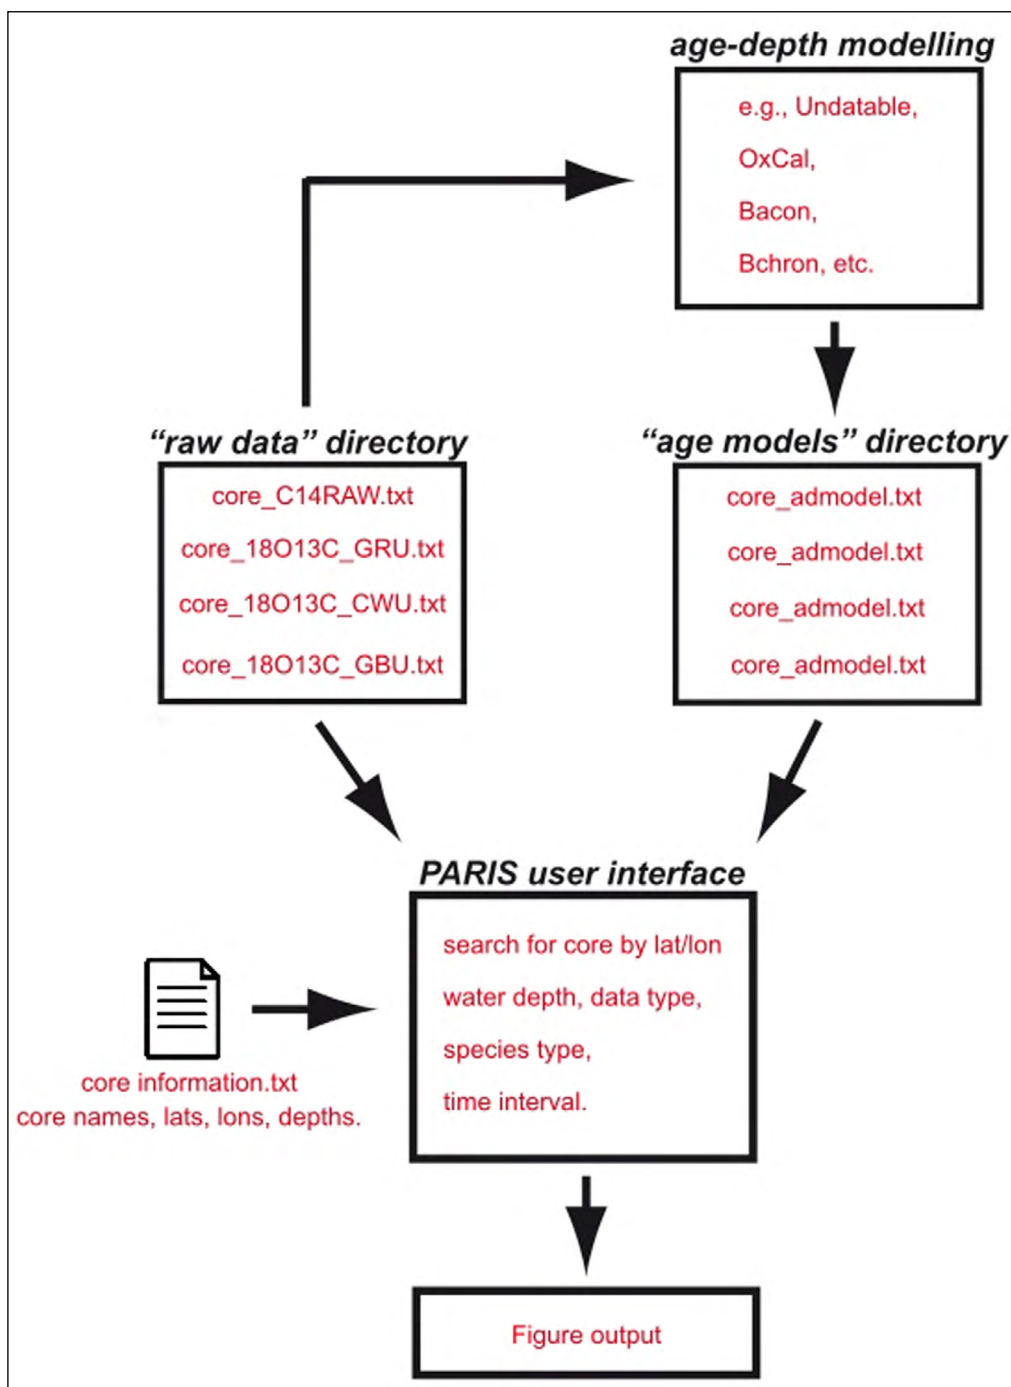 age-depth modelling
e.g., Undatable,
OxCal,
Bacon,
Bchron, etc.
“raw data” directory
core_C14RAW.txt
core_18O13C_GRU.txt
core_18O13C_CWU.txt
core_18O13C_GBU.txt
“age models” directory
core_admodel.txt
core_admodel.txt
core_admodel.txt
core_admodel.txt
PARIS user interface
search for core by lat/lon
water depth, data type,
species type,
time interval.
core information.txt
core names, lats, lons, depths.
Figure output